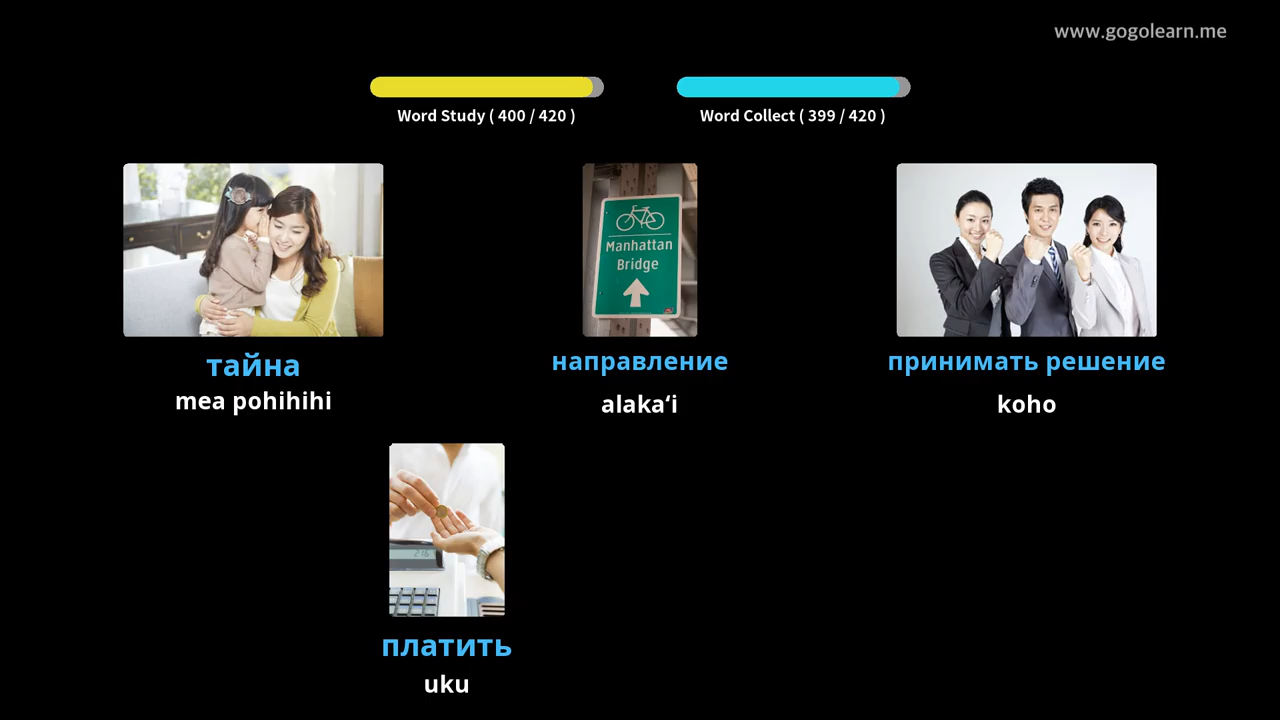 www.gogolearn.me
Word Study ( 400 / 420 )
Word Collect ( 399 / 420 )
Manhattan
Bridge
тайна
направление
принимать решение
mea pohihihi
alakaʻi
koho
216
платить
uku